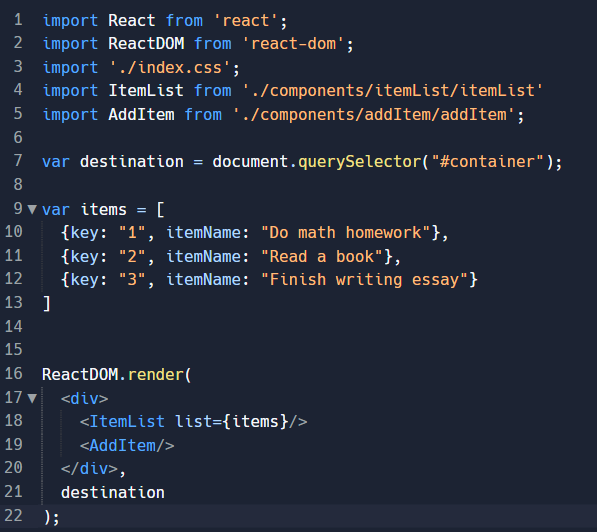 1 import React from 'react';
2 import ReactDOM from 'react-dom';
3 import './index.css';
4 import ItemList from './components/itemList/itemList'
5 import AddItem from './components/addItem/addItem';
6
7 var destination = document.querySelector("#container");
8
9 var items = [
10   {key: "1", itemName: "Do math homework"},
11   {key: "2", itemName: "Read a book"},
12   {key: "3", itemName: "Finish writing essay"}
13 ]
14
15
16 ReactDOM.render(
17   <div>
18     <ItemList list={items}/>
19     <AddItem/>
20   </div>,
21   destination
22 );